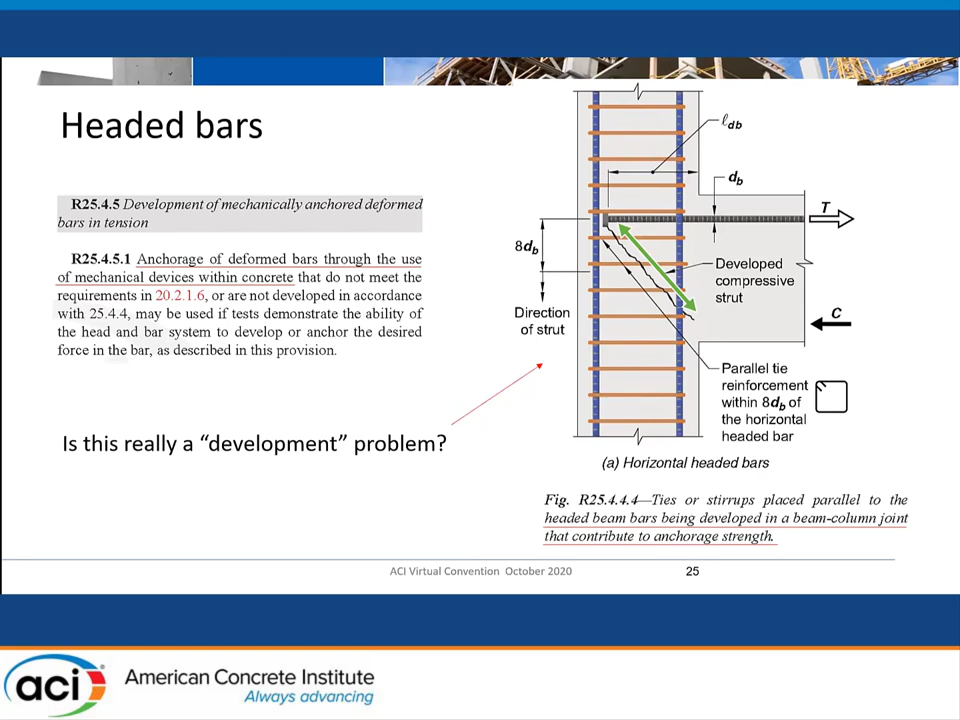 Headed bars
R25.4.5 Development of mechanically anchored deformed
bars in tension
R25.4.5.1 Anchorage of deformed bars through the use
of mechanical devices within concrete that do not meet the
requirements in 20.2.1.6, or are not developed in accordance
with 25.4.4, may be used if tests demonstrate the ability of
the head and bar system to develop or anchor the desired
force in the bar, as described in this provision.
Is this really a “development” problem?
ℓdb
db
T
8db
Developed
compressive
strut
Direction
of strut
C
Parallel tie
reinforcement
within 8db of
the horizontal
headed bar
(a) Horizontal headed bars
Fig. R25.4.4.4—Ties or stirrups placed parallel to the
headed beam bars being developed in a beam-column joint
that contribute to anchorage strength.
ACI Virtual Convention October 2020
25
aci
American Concrete Institute
Always advancing